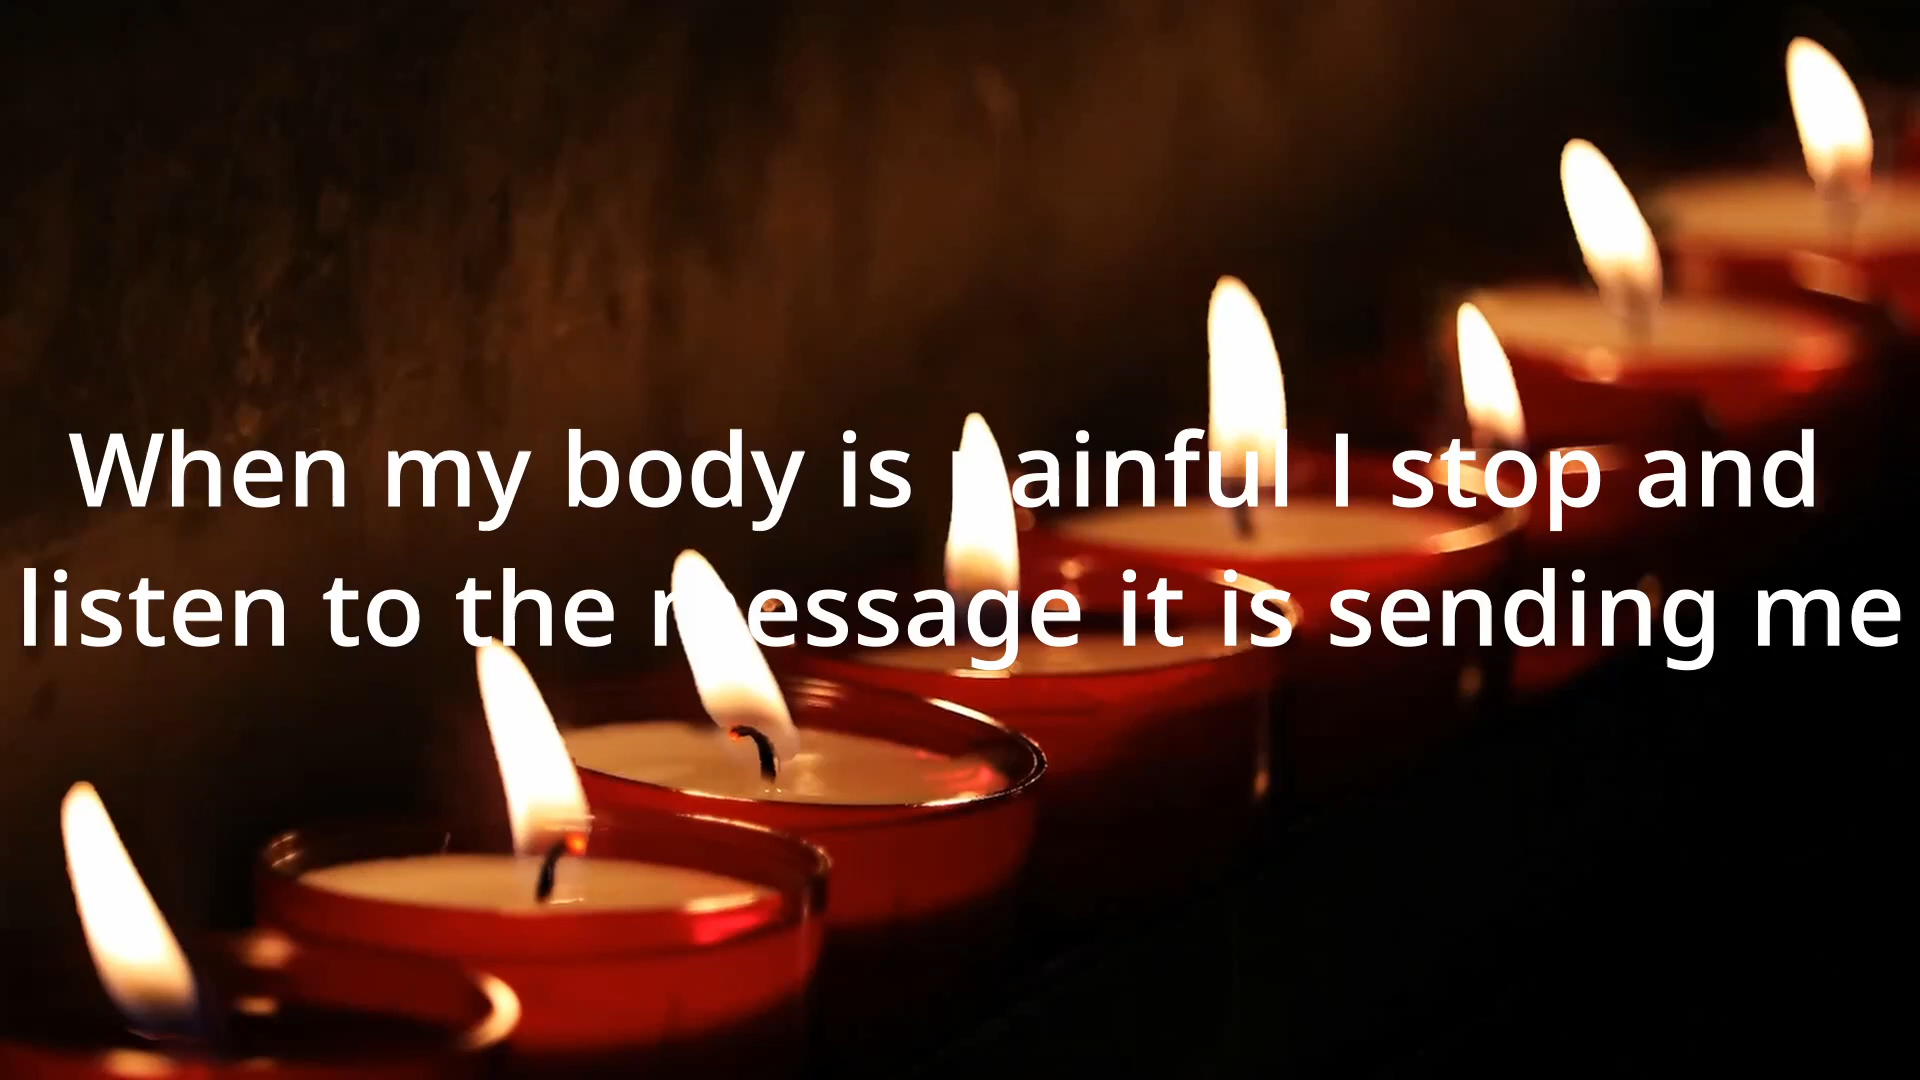 When my body is painful I stop and
listen to the message it is sending me